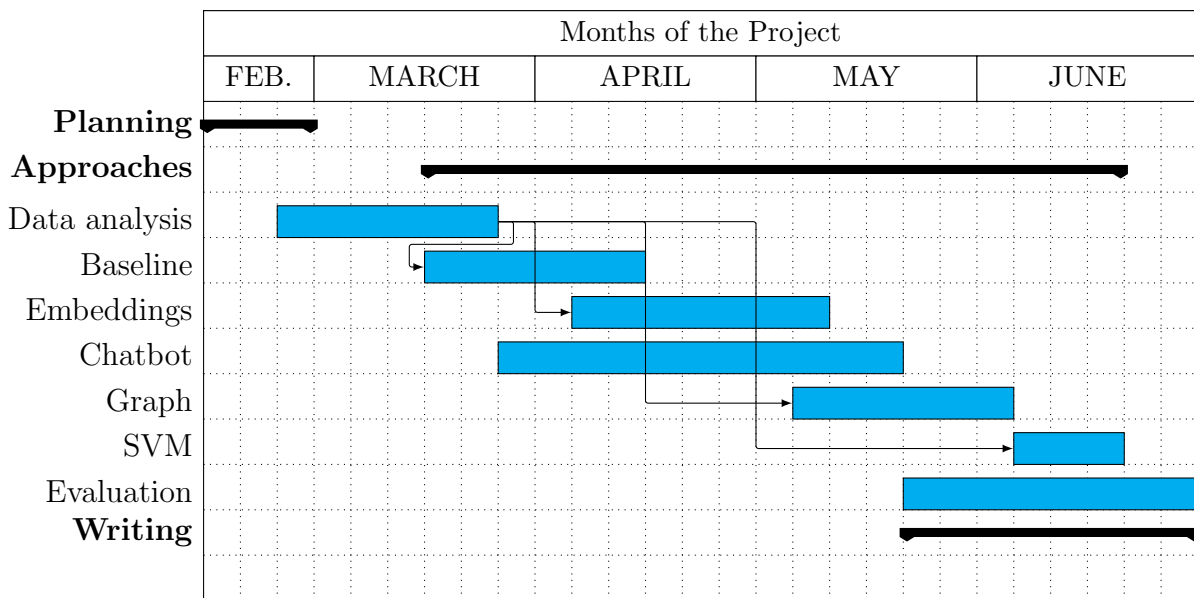 Months of the Project
FEB. MARCH APRIL MAY JUNE
Planning
Approaches
Data analysis
Baseline
Embeddings
Chatbot
Graph
SVM
Evaluation
Writing